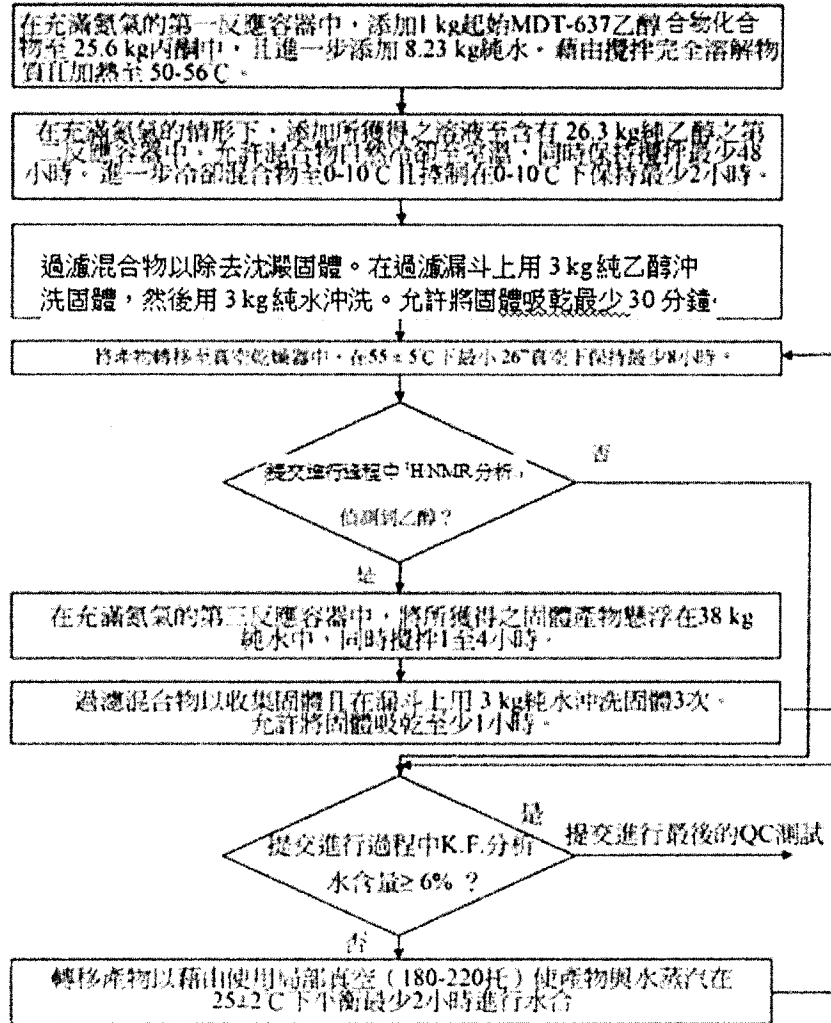 在充滿氮氣的第一反應容器中，添加1 kg起始MDT-637乙醇合物化合
物至 25.6 kg丙酮中，且進一步添加 8.23 kg純水。藉由攪拌完全溶解物
質且加熱至 50-56℃。
在充滿氮氣的情形下，添加所獲得之溶液至含有 26.3 kg純乙醇之第
二反應容器中，允許混合物自然冷卻至室溫，同時保持攪拌最少48
小時。進一步冷卻混合物至0-10℃且控制在0-10℃下保持最少2小時。
過濾混合物以除去沈澱固體。在過濾漏斗上用 3 kg純乙醇沖
洗固體，然後用 3 kg純水沖洗。允許將固體吸乾最少 30 分鐘
將產物轉移至真空乾燥器中，在55 ± 5℃下最小 26"真空下保持最少8小時。
提交進行過程中 ¹H NMR分析，
否
偵測到乙醇？
是
在充滿氮氣的第三反應容器中，將所獲得之固體產物懸浮在38 kg
純水中，同時攪拌1至4小時。
過濾混合物以收集固體且在漏斗上用 3 kg純水沖洗固體3次。
允許將固體吸乾至少1小時。
是
提交進行過程中K.F.分析
水含量≥ 6% ？
提交進行最後的QC測試
否
轉移產物以藉由使用局部真空（180-220托）使產物與水蒸汽在
25±2℃下平衡最少2小時進行水合